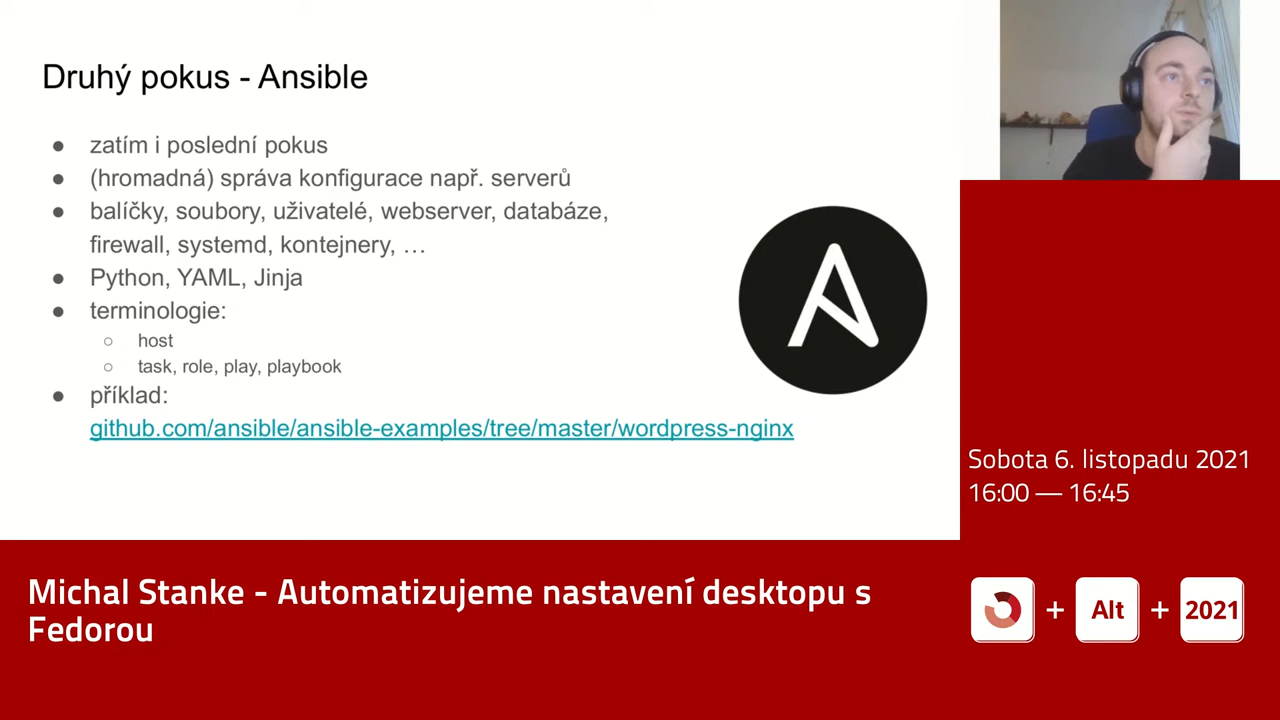 Druhý pokus - Ansible
● zatím i poslední pokus
● (hromadná) správa konfigurace např. serverů
● balíčky, soubory, uživatelé, webserver, databáze,
firewall, systemd, kontejnery, …
● Python, YAML, Jinja
● terminologie:
○ host
○ task, role, play, playbook
● příklad:
github.com/ansible/ansible-examples/tree/master/wordpress-nginx
Sobota 6. listopadu 2021
16:00 — 16:45
Michal Stanke - Automatizujeme nastavení desktopu s
Fedorou
+ Alt + 2021